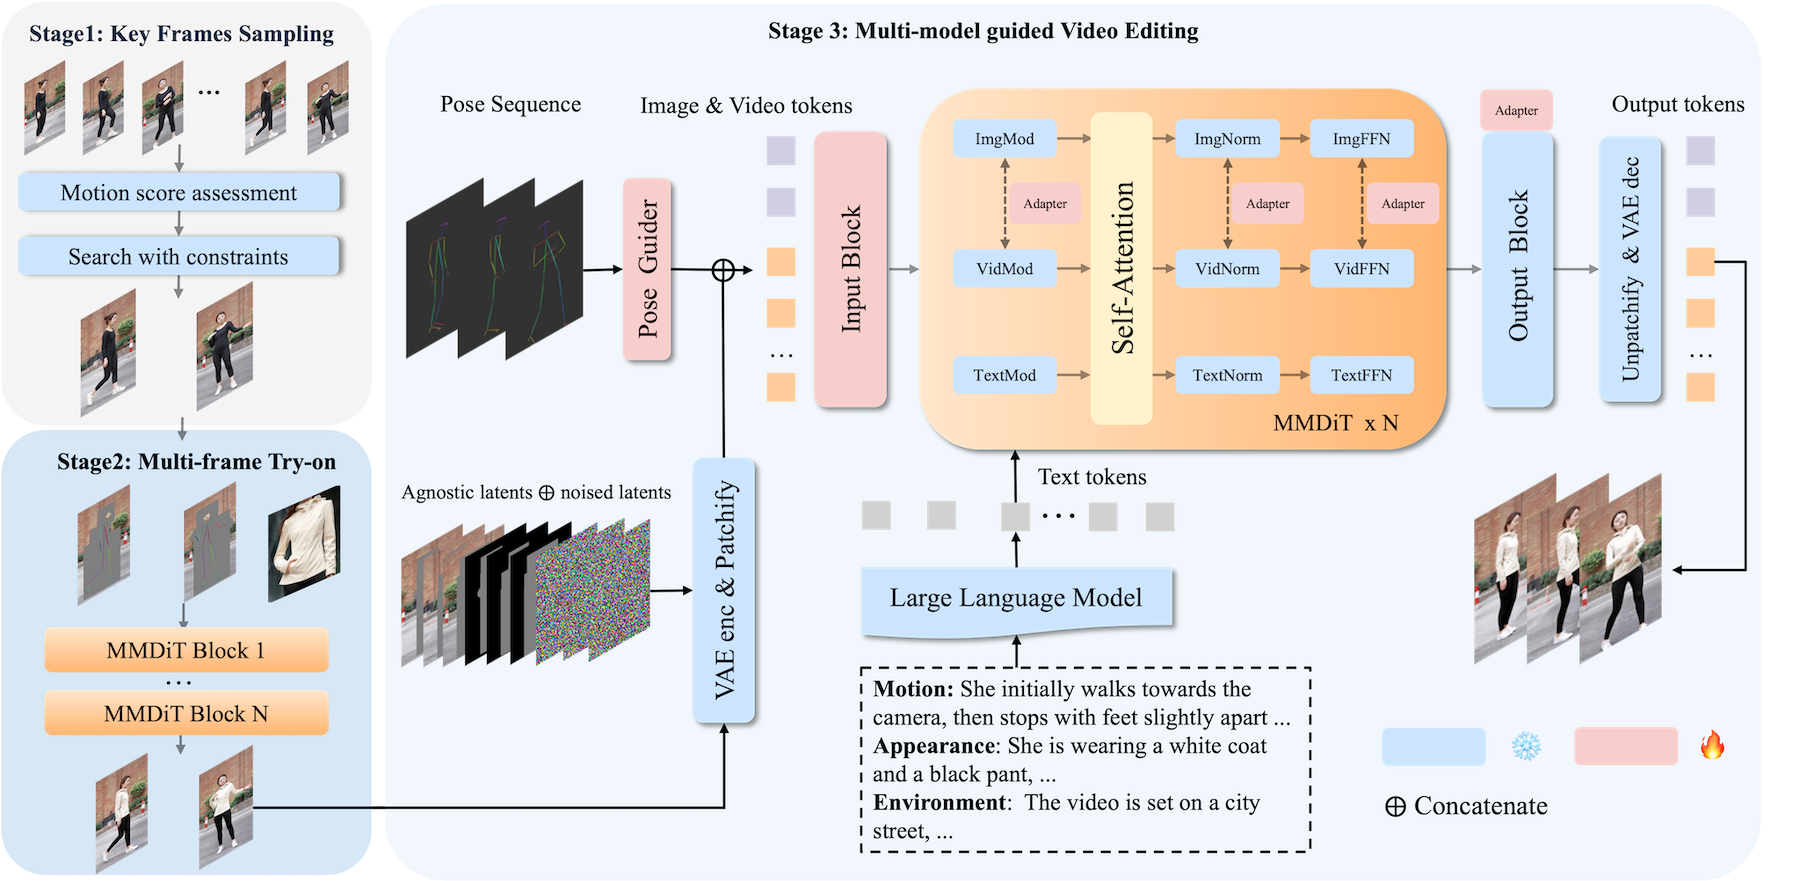 Stage1: Key Frames Sampling
...
Motion score assessment
Search with constraints
Stage2: Multi-frame Try-on
MMDiT Block 1
...
MMDiT Block N
Stage 3: Multi-model guided Video Editing
Pose Sequence
Pose Guider
Agnostic latents ⊕ noised latents
VAE enc & Patchify
Image & Video tokens
...
Input Block
ImgMod
Adapter
VidMod
TextMod
Self-Attention
ImgNorm
ImgFFN
Adapter
Adapter
VidNorm
VidFFN
TextNorm
TextFFN
MMDiT x N
Text tokens
...
Large Language Model
Motion: She initially walks towards the
camera, then stops with feet slightly apart ...
Appearance: She is wearing a white coat
and a black pant, ...
Environment: The video is set on a city
street, ...
Adapter
Output Block
Unpatchify & VAE dec
Output tokens
...
⊕ Concatenate